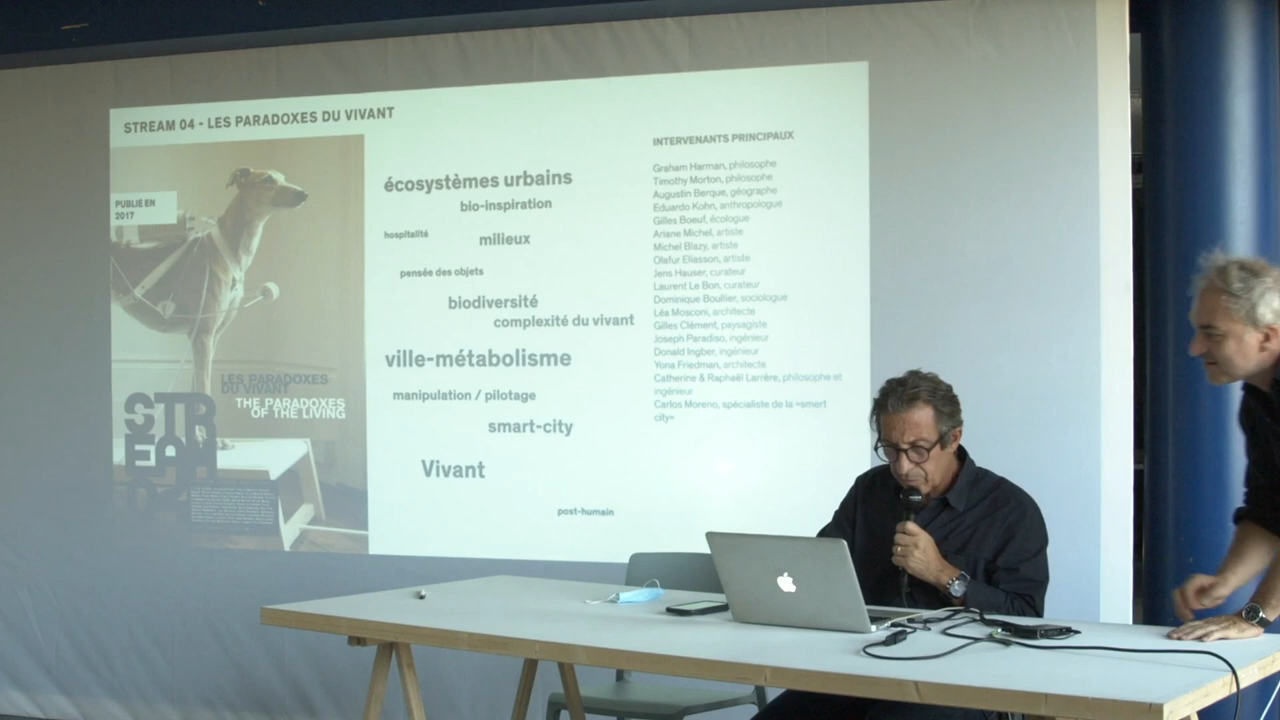 STREAM 04 - LES PARADOXES DU VIVANT
PUBLIÉ EN
2017
LES PARADOXES
DU VIVANT
THE PARADOXES
OF THE LIVING
STR
EAM
écosystèmes urbains
bio-inspiration
hospitalité
milieux
pensée des objets
biodiversité
complexité du vivant
ville-métabolisme
manipulation / pilotage
smart-city
Vivant
post-humain
INTERVENANTS PRINCIPAUX
Graham Harman, philosophe
Timothy Morton, philosophe
Augustin Berque, géographe
Eduardo Kohn, anthropologue
Gilles Boeuf, écologue
Ariane Michel, artiste
Michel Blazy, artiste
Olafur Eliasson, artiste
Jens Hauser, curateur
Laurent Le Bon, curateur
Dominique Boullier, sociologue
Léa Mosconi, architecte
Gilles Clément, paysagiste
Joseph Paradiso, ingénieur
Donald Ingber, ingénieur
Yona Friedman, architecte
Catherine & Raphaël Larrère, philosophe et
ingénieur
Carlos Moreno, spécialiste de la «smert
city»